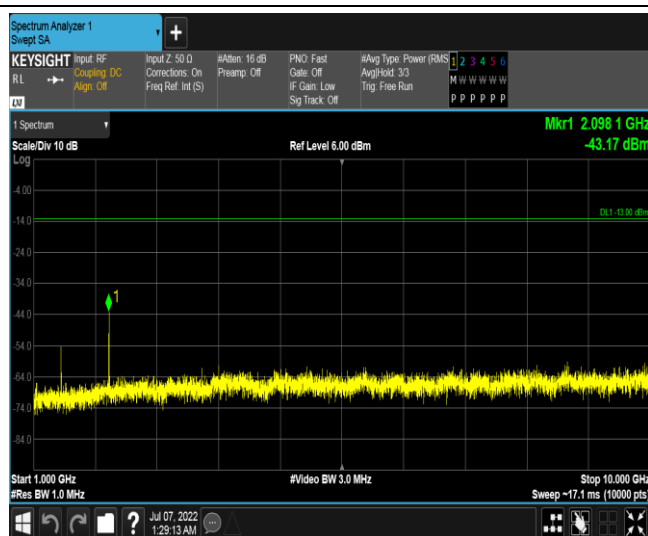 Spectrum Analyzer 1
Swept SA
+
KEYSIGHT
RL
LXI
Input: RF
Coupling: DC
Align: Off
Input Z: 50 Ω
Corrections: On
Freq Ref: Int (S)
#Atten: 16 dB
Preamp: Off
PNO: Fast
Gate: Off
IF Gain: Low
Sig Track: Off
#Avg Type: Power (RMS
Avg|Hold: 3/3
Trig: Free Run
1 2 3 4 5 6
M W W W W W
P P P P P P
1 Spectrum
Scale/Div 10 dB
Log
Ref Level 6.00 dBm
Mkr1 2.098 1 GHz
-43.17 dBm
-4.00
DL1 -13.00 dBm
-14.0
-24.0
-34.0
1
-44.0
-54.0
-64.0
-74.0
-84.0
Start 1.000 GHz
#Res BW 1.0 MHz
#Video BW 3.0 MHz
Stop 10.000 GHz
Sweep ~17.1 ms (10000 pts)
?
Jul 07, 2022
1:29:13 AM